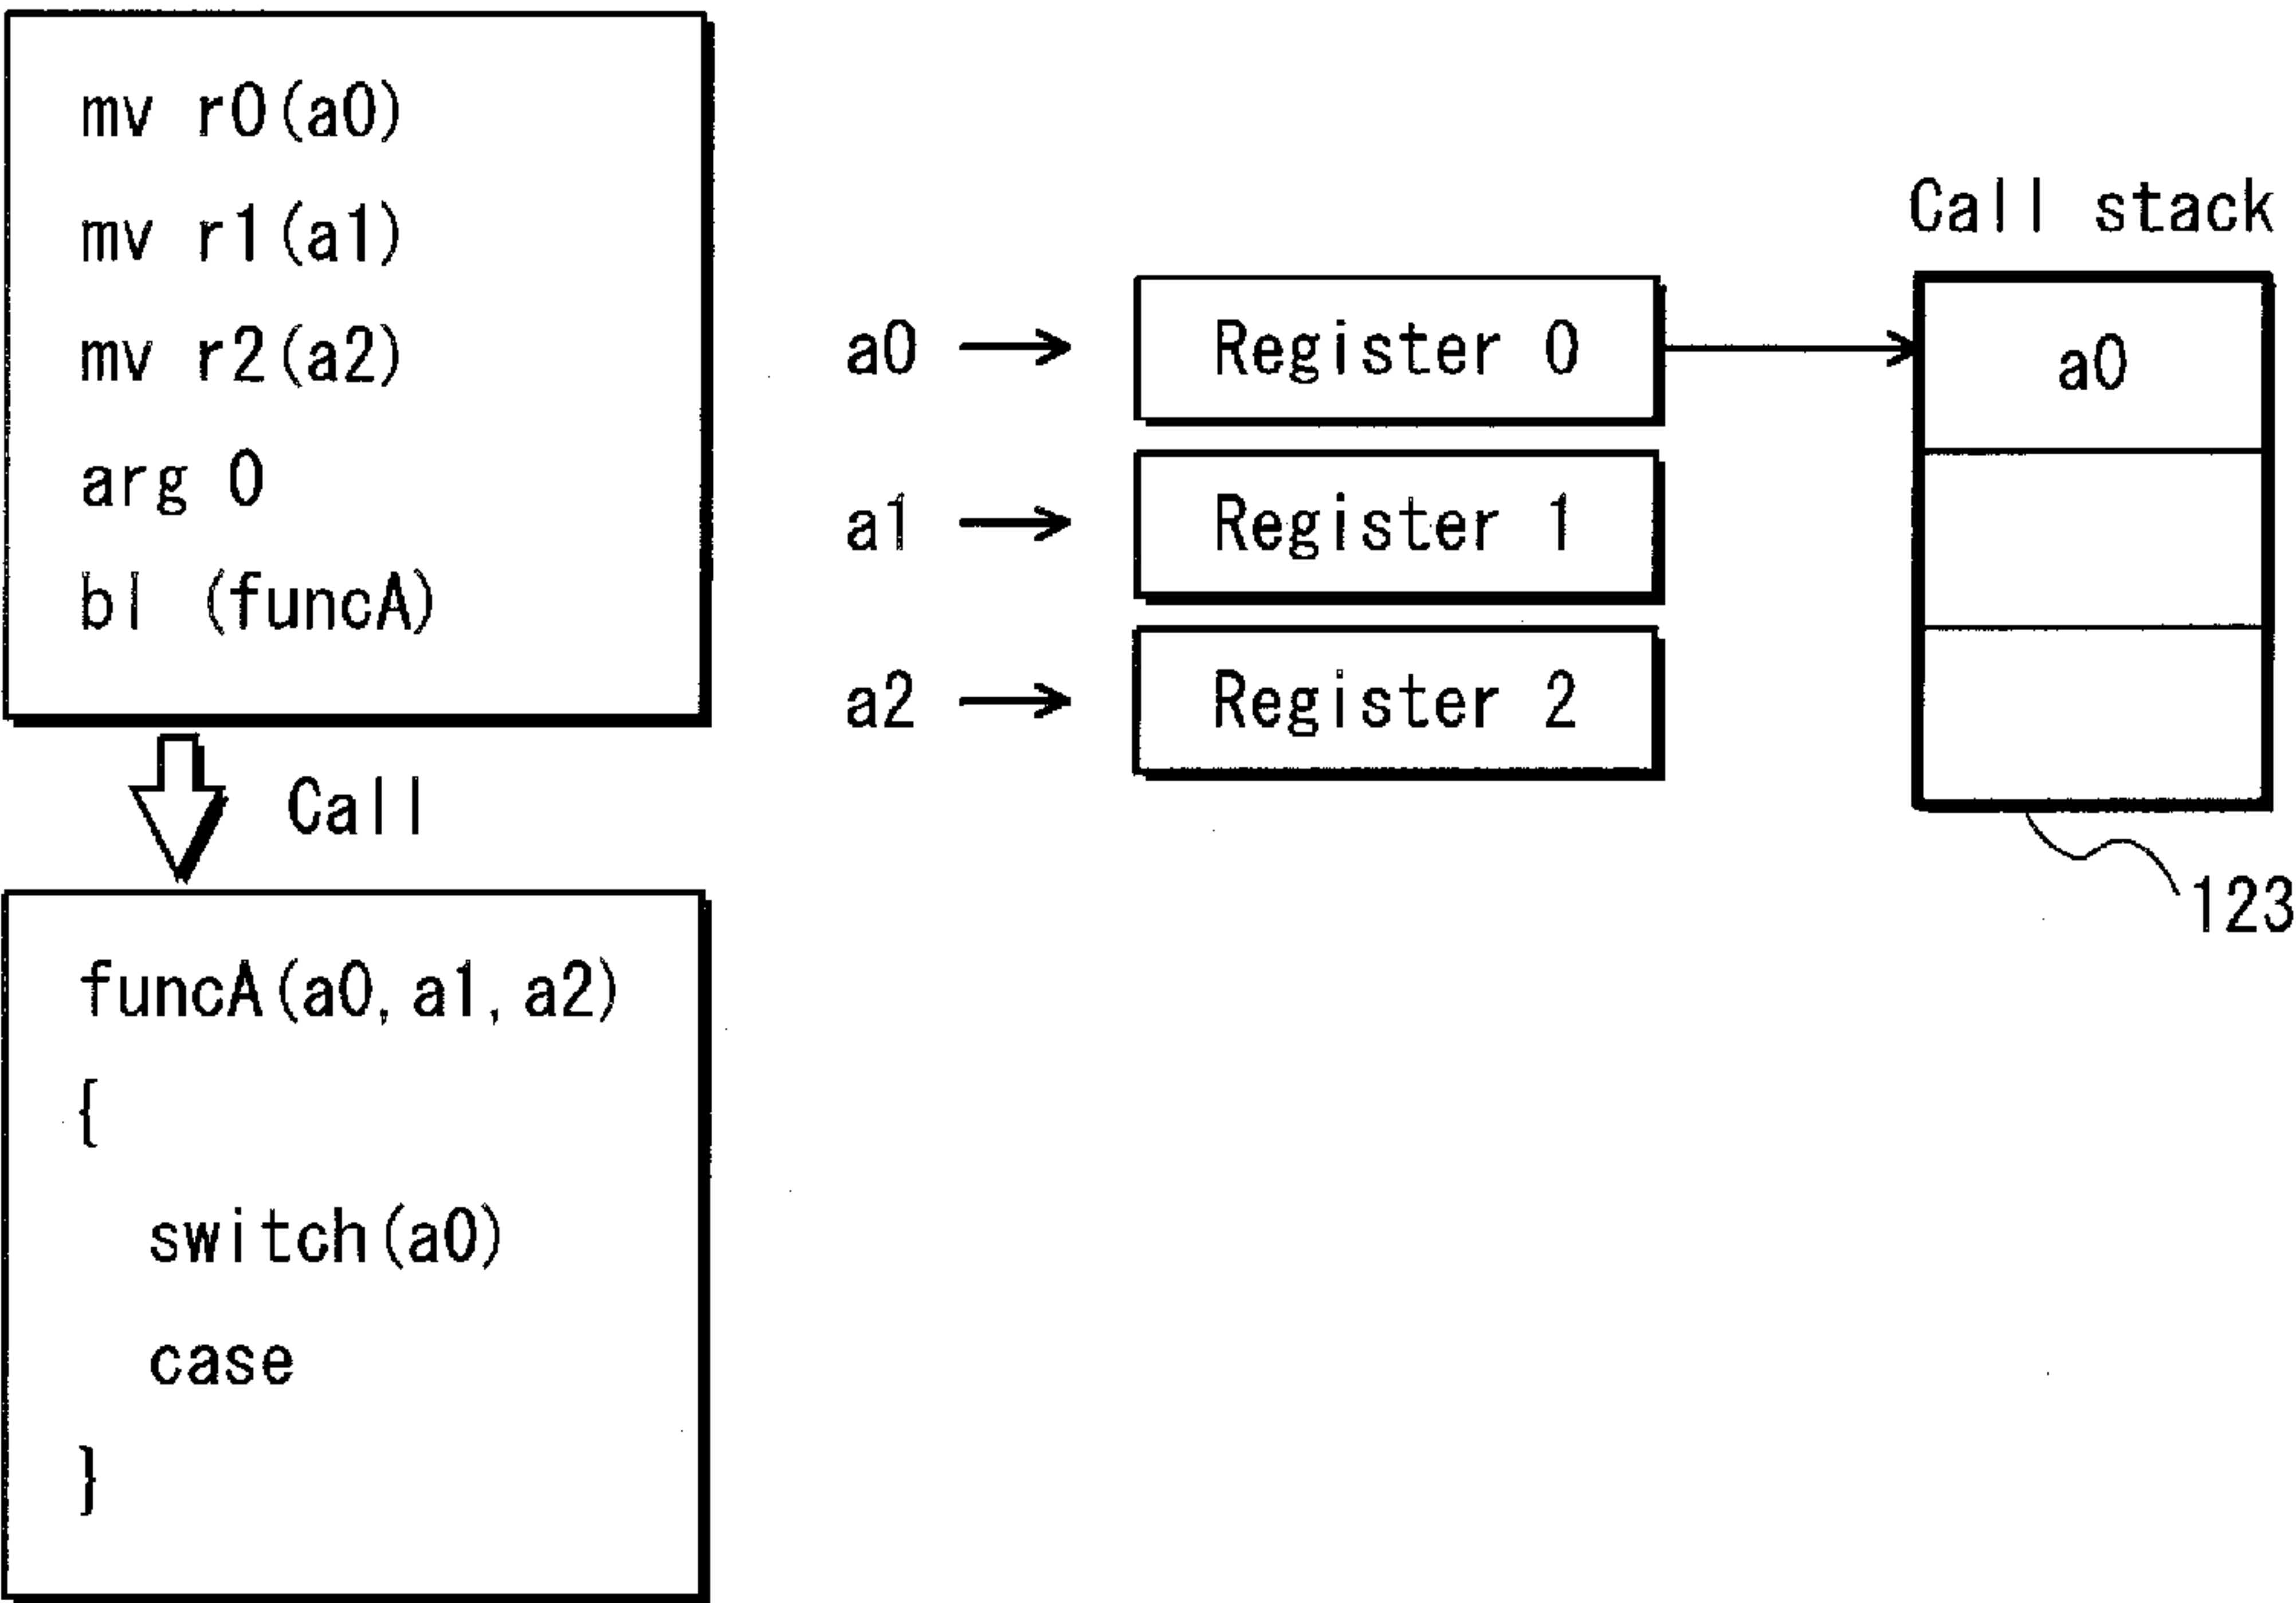 mv r0(a0)
mv r1(a1)
mv r2(a2)
arg 0
bl (funcA)
Call
funcA(a0,a1,a2)
{
switch(a0)
case
}
a0 → Register 0
a1 → Register 1
a2 → Register 2
Call stack
a0
123